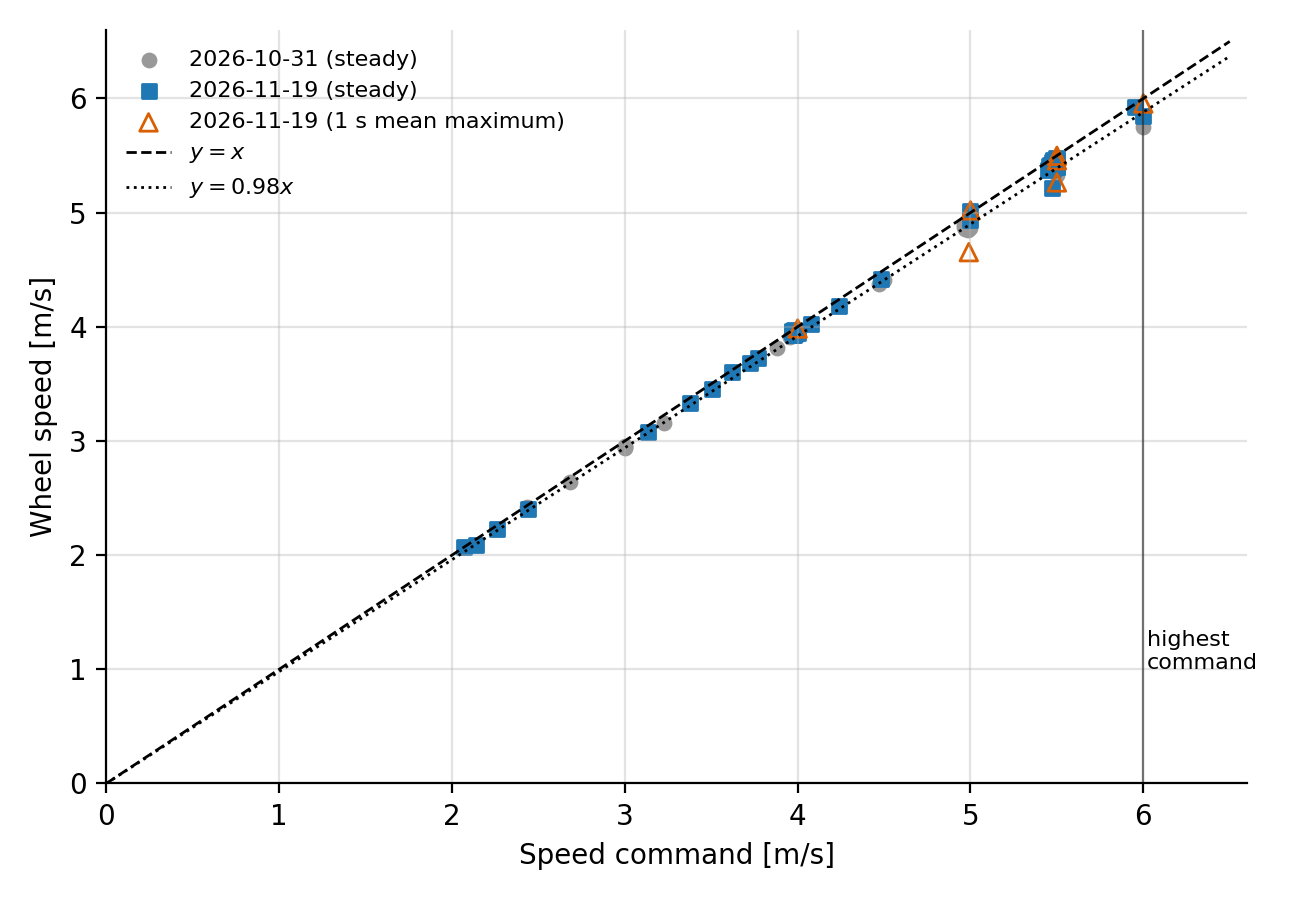 2026-10-31 (steady)
2026-11-19 (steady)
2026-11-19 (1 s mean maximum)
y = x
y = 0.98x
6
5
4
3
2
1
0
Wheel speed [m/s]
highest
command
0 1 2 3 4 5 6
Speed command [m/s]